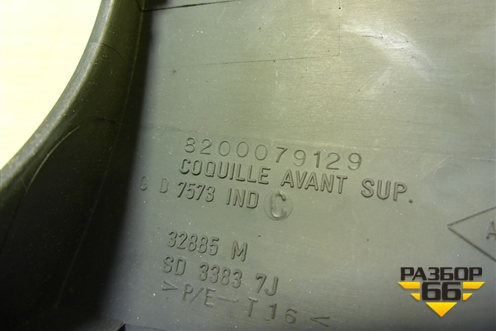 8200079129
COQUILLE AVANT SUP.
D 7573 IND C
32885 M
SD 3383 7J
>P/E-T16<
A
РАЗБОР
66